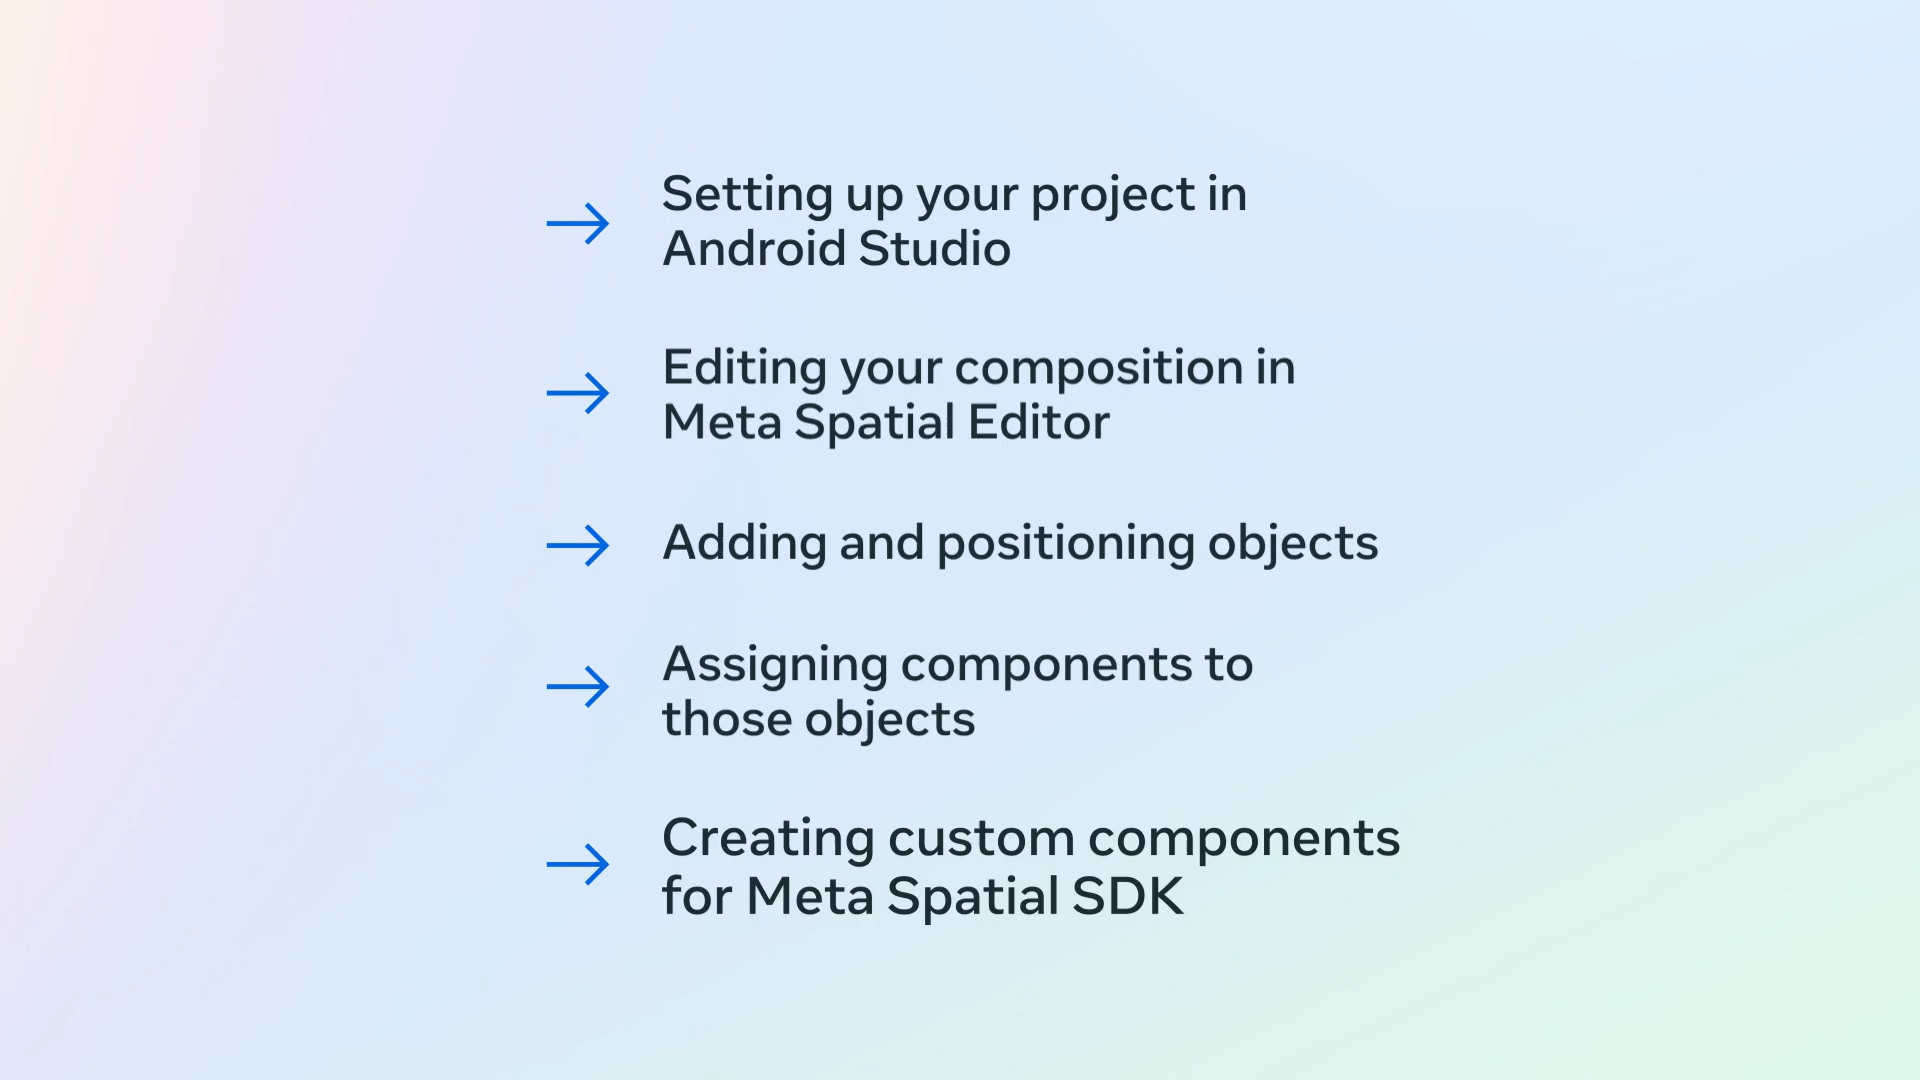 Setting up your project in
Android Studio
Editing your composition in
Meta Spatial Editor
Adding and positioning objects
Assigning components to
those objects
Creating custom components
for Meta Spatial SDK